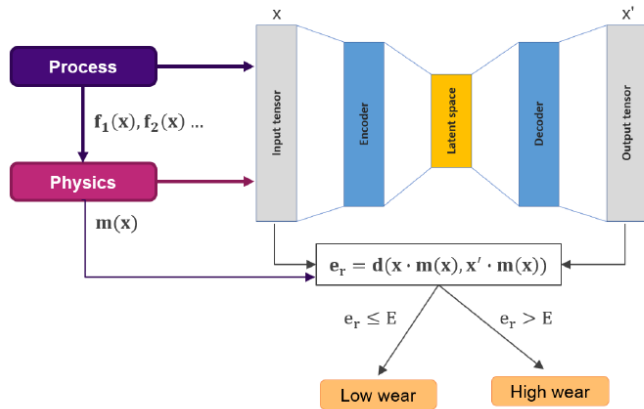 x
x'
Process
f₁(x), f₂(x) ...
Physics
m(x)
Input tensor
Encoder
Latent space
Decoder
Output tensor
eᵣ = d(x · m(x), x′ · m(x))
eᵣ ≤ E
eᵣ > E
Low wear
High wear